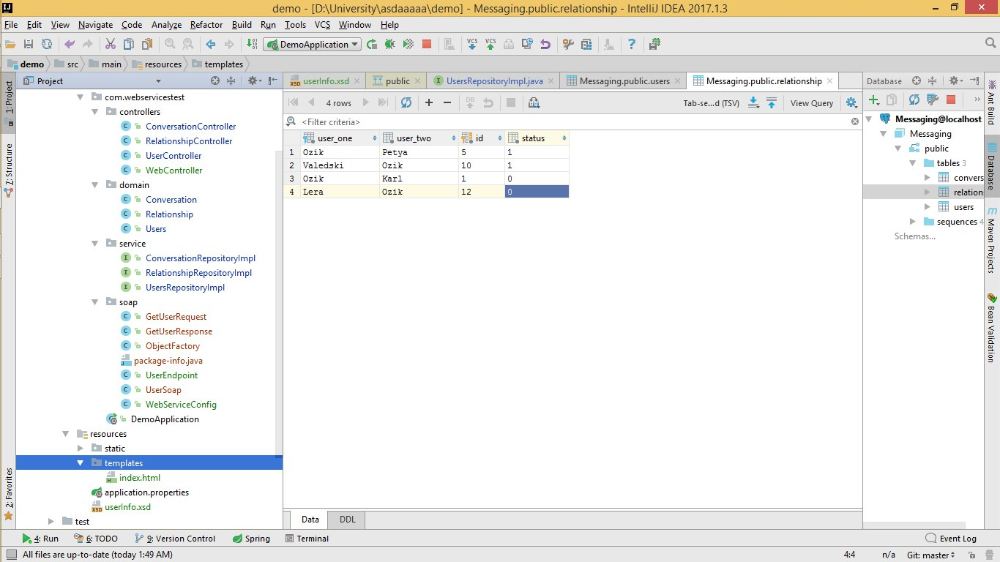 demo - [D:\University\asdaaaaa\demo] - Messaging.public.relationship - IntelliJ IDEA 2017.1.3
File Edit View Navigate Code Analyze Refactor Build Run Tools VCS Window Help
DemoApplication VCS VCS
demo src main resources templates
Project
userInfo.xsd public UsersRepositoryImpl.java Messaging.public.users Messaging.public.relationship
Database
4 rows Tab-se...d (TSV) View Query
<Filter criteria>
user_one user_two id status
1 Ozik Petya 5 1
2 Valedski Ozik 10 1
3 Ozik Karl 1 0
4 Lera Ozik 12 0
com.webservicestest
controllers
ConversationController
RelationshipController
UserController
WebController
domain
Conversation
Relationship
Users
service
ConversationRepositoryImpl
RelationshipRepositoryImpl
UsersRepositoryImpl
soap
GetUserRequest
GetUserResponse
ObjectFactory
package-info.java
UserEndpoint
UserSoap
WebServiceConfig
DemoApplication
resources
static
templates
index.html
application.properties
userInfo.xsd
test
Messaging@localhost
Messaging
public
tables 3
convers
relations
users
sequences 4
Schemas...
1: Project
7: Structure
2: Favorites
Ant Build
Database
Maven Projects
Bean Validation
Data DDL
4: Run 6: TODO 9: Version Control Spring Terminal Event Log
All files are up-to-date (today 1:49 AM) 4:4 n/a Git: master